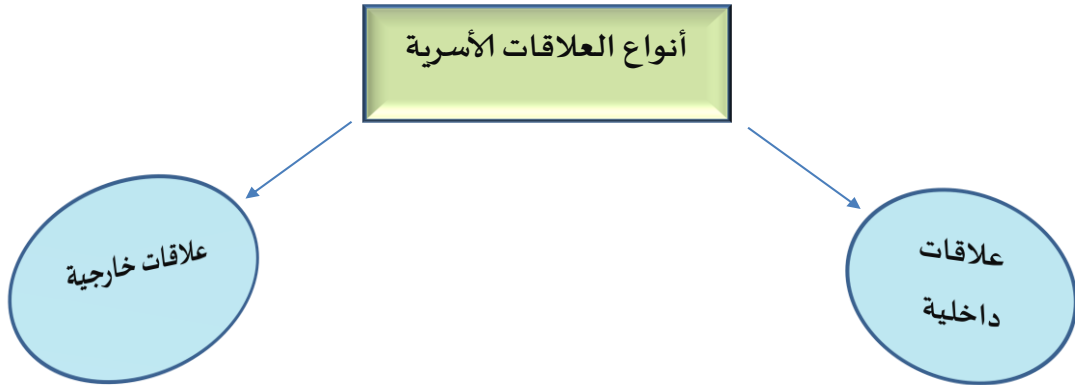 أنواع العلاقات الأسرية
علاقات
داخلية
علاقات خارجية